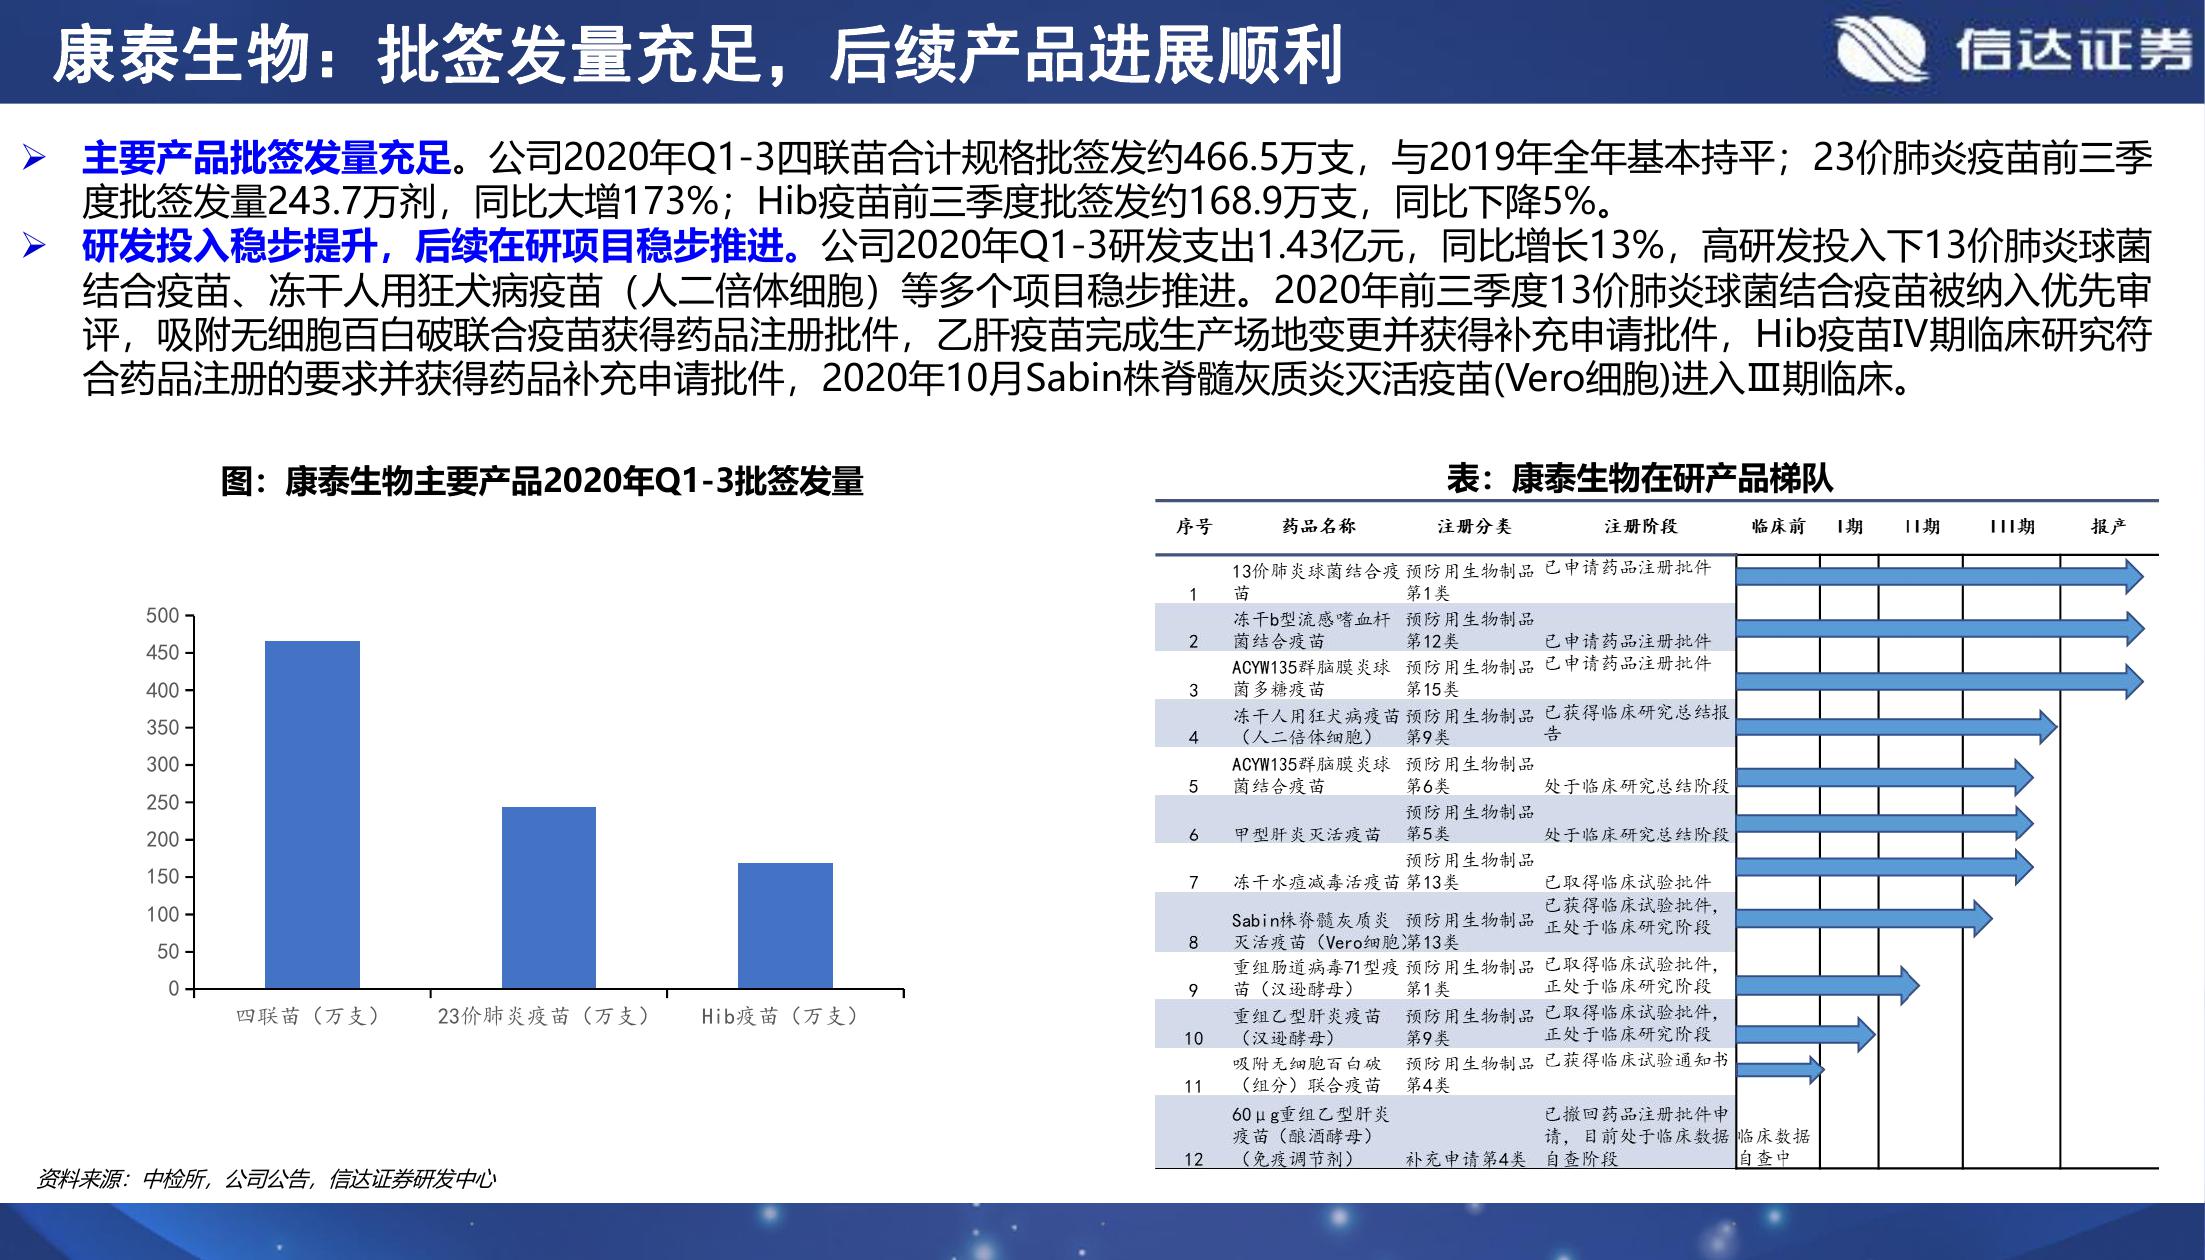 康泰生物：批签发量充足，后续产品进展顺利
信达证券
➢ 主要产品批签发量充足。公司2020年Q1-3四联苗合计规格批签发约466.5万支，与2019年全年基本持平；23价肺炎疫苗前三季
度批签发量243.7万剂，同比大增173%；Hib疫苗前三季度批签发约168.9万支，同比下降5%。
➢ 研发投入稳步提升，后续在研项目稳步推进。公司2020年Q1-3研发支出1.43亿元，同比增长13%，高研发投入下13价肺炎球菌
结合疫苗、冻干人用狂犬病疫苗（人二倍体细胞）等多个项目稳步推进。2020年前三季度13价肺炎球菌结合疫苗被纳入优先审
评，吸附无细胞百白破联合疫苗获得药品注册批件，乙肝疫苗完成生产场地变更并获得补充申请批件，Hib疫苗IV期临床研究符
合药品注册的要求并获得药品补充申请批件，2020年10月Sabin株脊髓灰质炎灭活疫苗(Vero细胞)进入Ⅲ期临床。
图：康泰生物主要产品2020年Q1-3批签发量
500
450
400
350
300
250
200
150
100
50
0
四联苗（万支） 23价肺炎疫苗（万支） Hib疫苗（万支）
表：康泰生物在研产品梯队
序号 药品名称 注册分类 注册阶段 临床前 I期 II期 III期 报产
13价肺炎球菌结合疫 预防用生物制品 已申请药品注册批件
1 苗 第1类
冻干b型流感嗜血杆 预防用生物制品
2 菌结合疫苗 第12类 已申请药品注册批件
ACYW135群脑膜炎球 预防用生物制品 已申请药品注册批件
3 菌多糖疫苗 第15类
冻干人用狂犬病疫苗 预防用生物制品 已获得临床研究总结报
4 （人二倍体细胞） 第9类 告
ACYW135群脑膜炎球 预防用生物制品
5 菌结合疫苗 第6类 处于临床研究总结阶段
预防用生物制品
6 甲型肝炎灭活疫苗 第5类 处于临床研究总结阶段
预防用生物制品
7 冻干水痘减毒活疫苗 第13类 已取得临床试验批件
Sabin株脊髓灰质炎 预防用生物制品 已获得临床试验批件，
8 灭活疫苗（Vero细胞） 第13类 正处于临床研究阶段
重组肠道病毒71型疫 预防用生物制品 已取得临床试验批件，
9 苗（汉逊酵母） 第1类 正处于临床研究阶段
重组乙型肝炎疫苗 预防用生物制品 已取得临床试验批件，
10 （汉逊酵母） 第9类 正处于临床研究阶段
吸附无细胞百白破 预防用生物制品 已获得临床试验通知书
11 （组分）联合疫苗 第4类
60μg重组乙型肝炎 已撤回药品注册批件申
疫苗（酿酒酵母） 请，目前处于临床数据 临床数据
12 （免疫调节剂） 补充申请第4类 自查阶段 自查中
资料来源：中检所，公司公告，信达证券研发中心